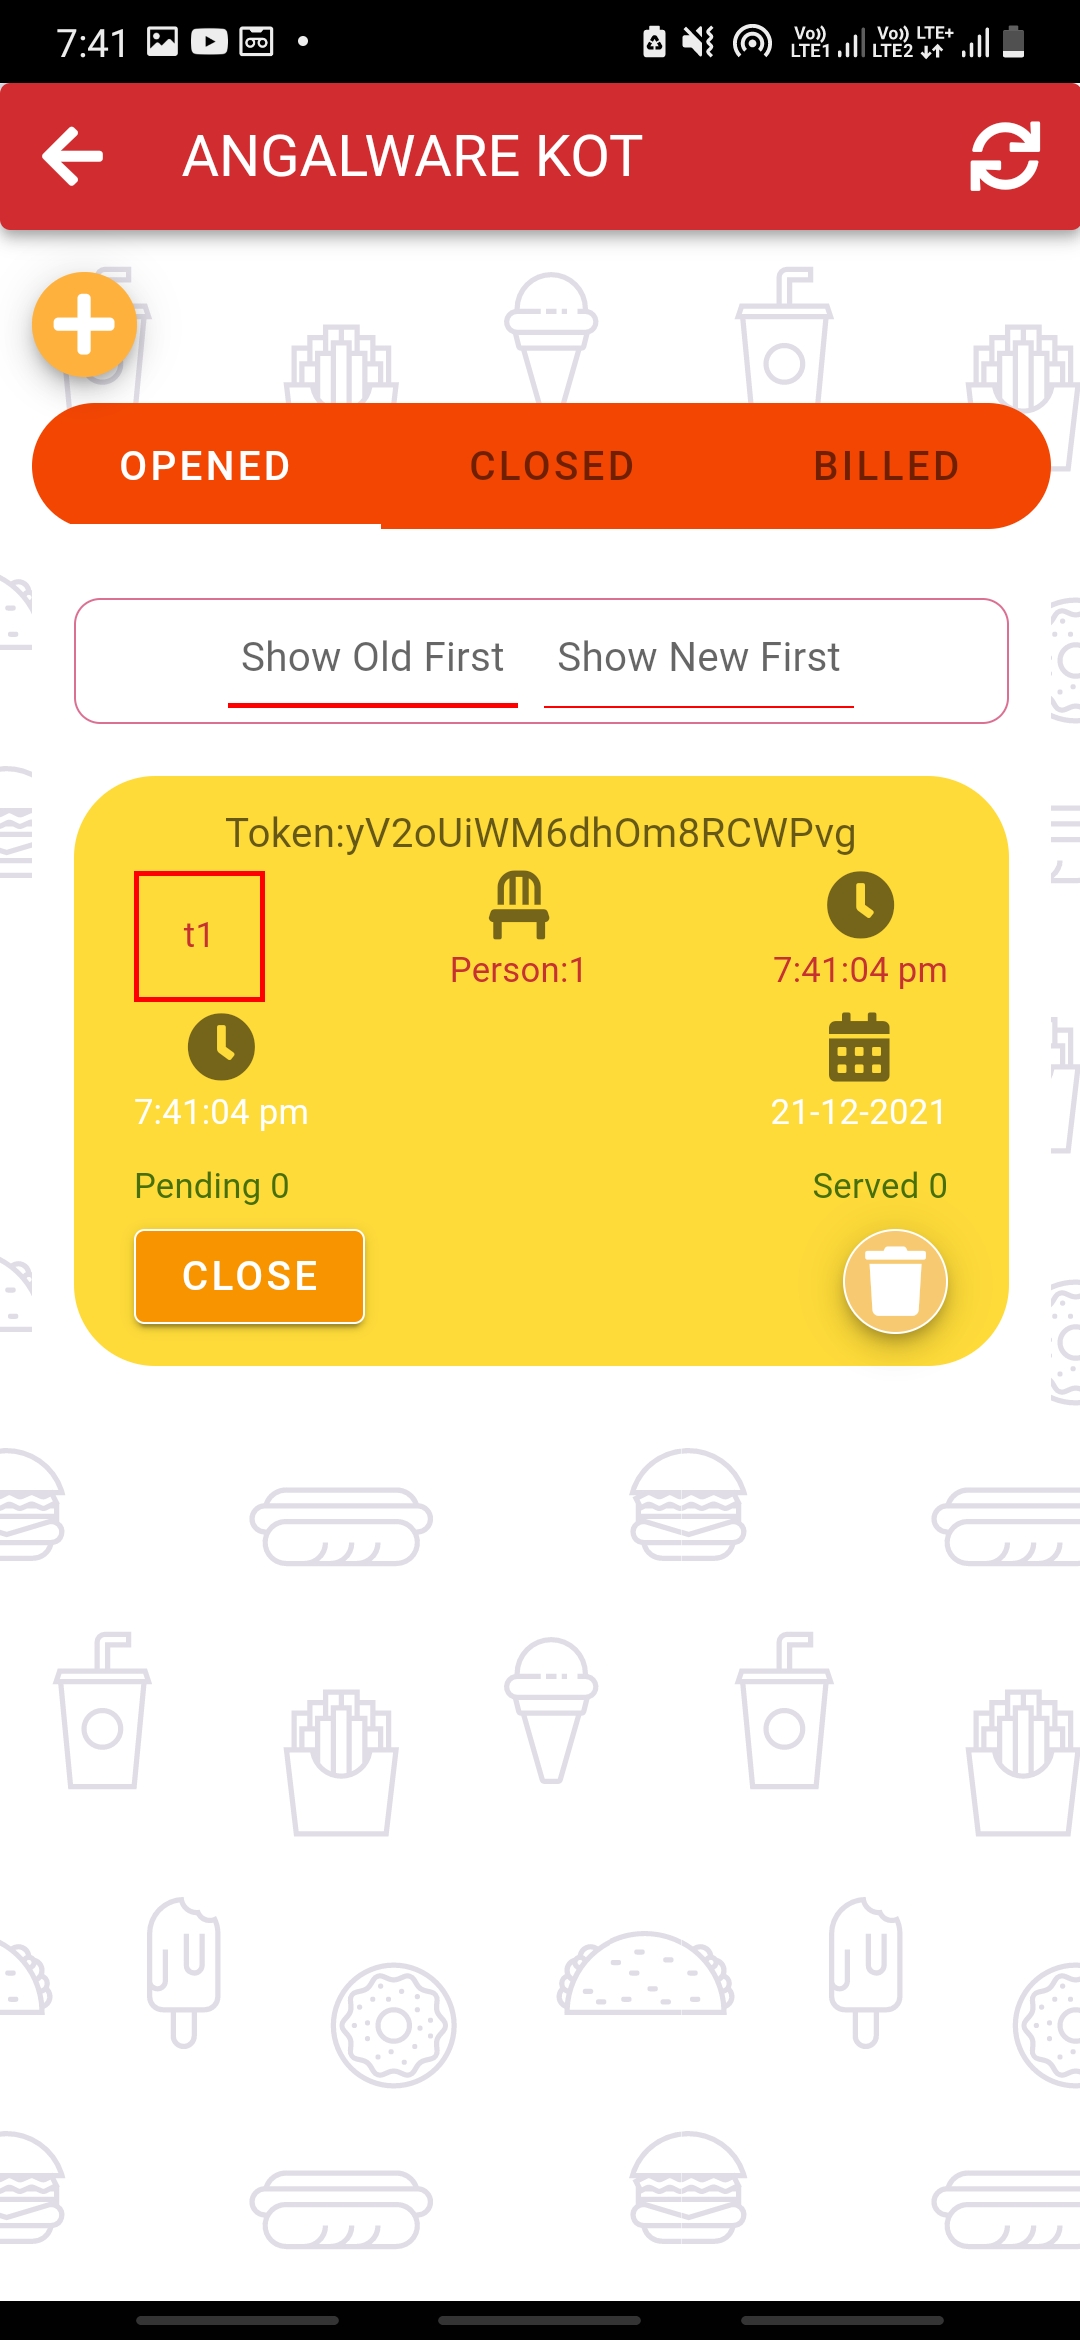 7:41
Vo)) LTE1 Vo)) LTE2 LTE+
ANGALWARE KOT
OPENED CLOSED BILLED
Show Old First Show New First
Token:yV2oUiWM6dhOm8RCWPvg
t1
Person:1 7:41:04 pm
7:41:04 pm 21-12-2021
Pending 0 Served 0
CLOSE